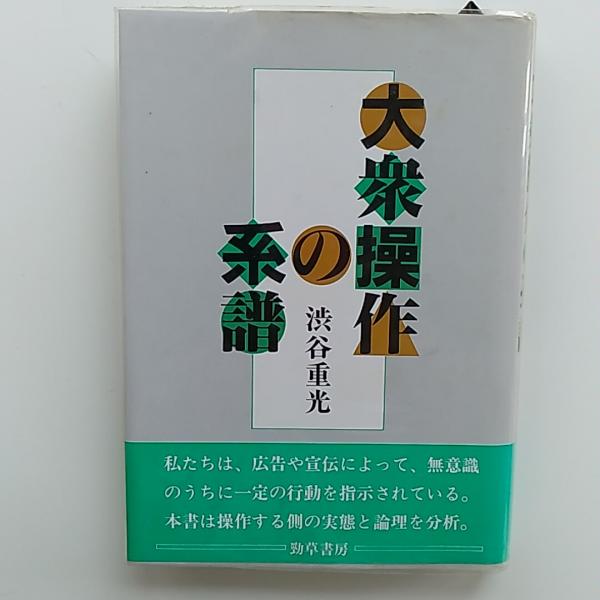 大衆操作
の
系譜
渋谷重光
私たちは、広告や宣伝によって、無意識
のうちに一定の行動を指示されている。
本書は操作する側の実態と論理を分析。
勁草書房